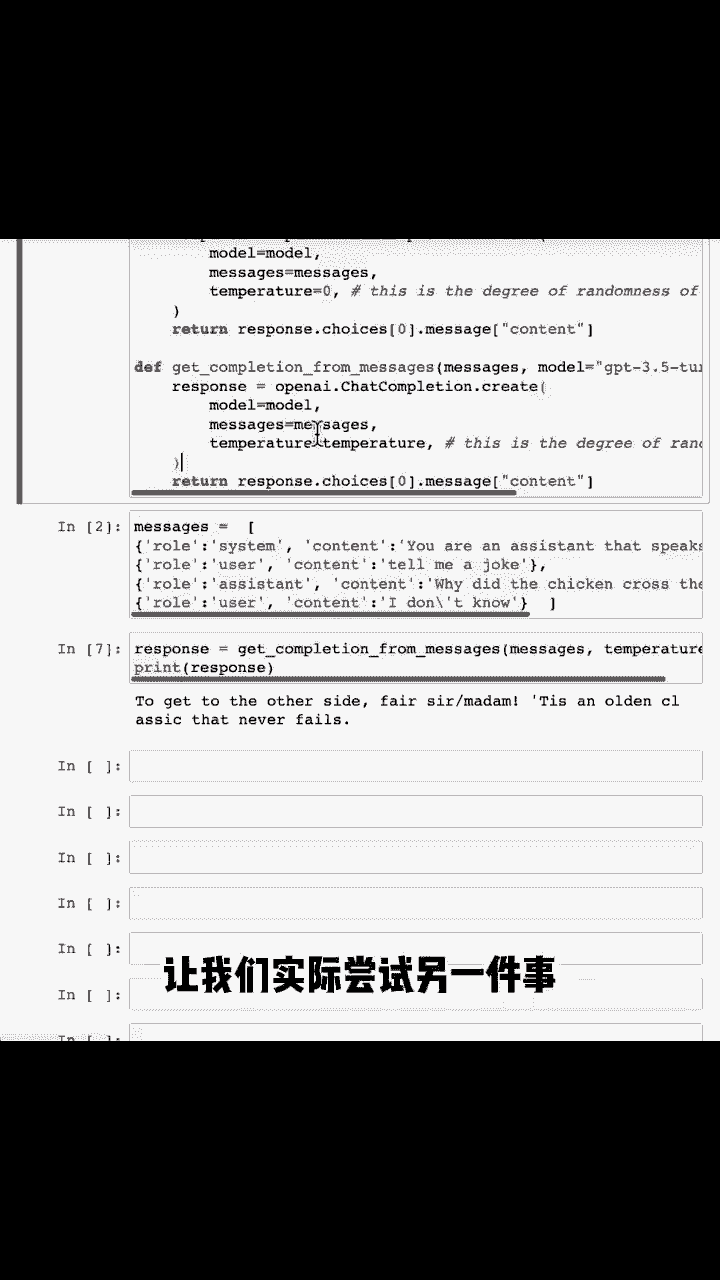 model=model,
messages=messages,
temperature=0, # this is the degree of randomness of
)
return response.choices[0].message["content"]
def get_completion_from_messages(messages, model="gpt-3.5-tu
response = openai.ChatCompletion.create(
model=model,
messages=messages,
temperature=temperature, # this is the degree of ran
)
return response.choices[0].message["content"]
In [2]: messages = [
{'role':'system', 'content':'You are an assistant that speaks
{'role':'user', 'content':'tell me a joke'},
{'role':'assistant', 'content':'Why did the chicken cross the
{'role':'user', 'content':'I don\'t know'} ]
In [7]: response = get_completion_from_messages(messages, temperature
print(response)
To get to the other side, fair sir/madam! 'Tis an olden cl
assic that never fails.
In [ ]:
In [ ]:
In [ ]:
In [ ]:
In [ ]:
让我们实际尝试另一件事
In [ ]: